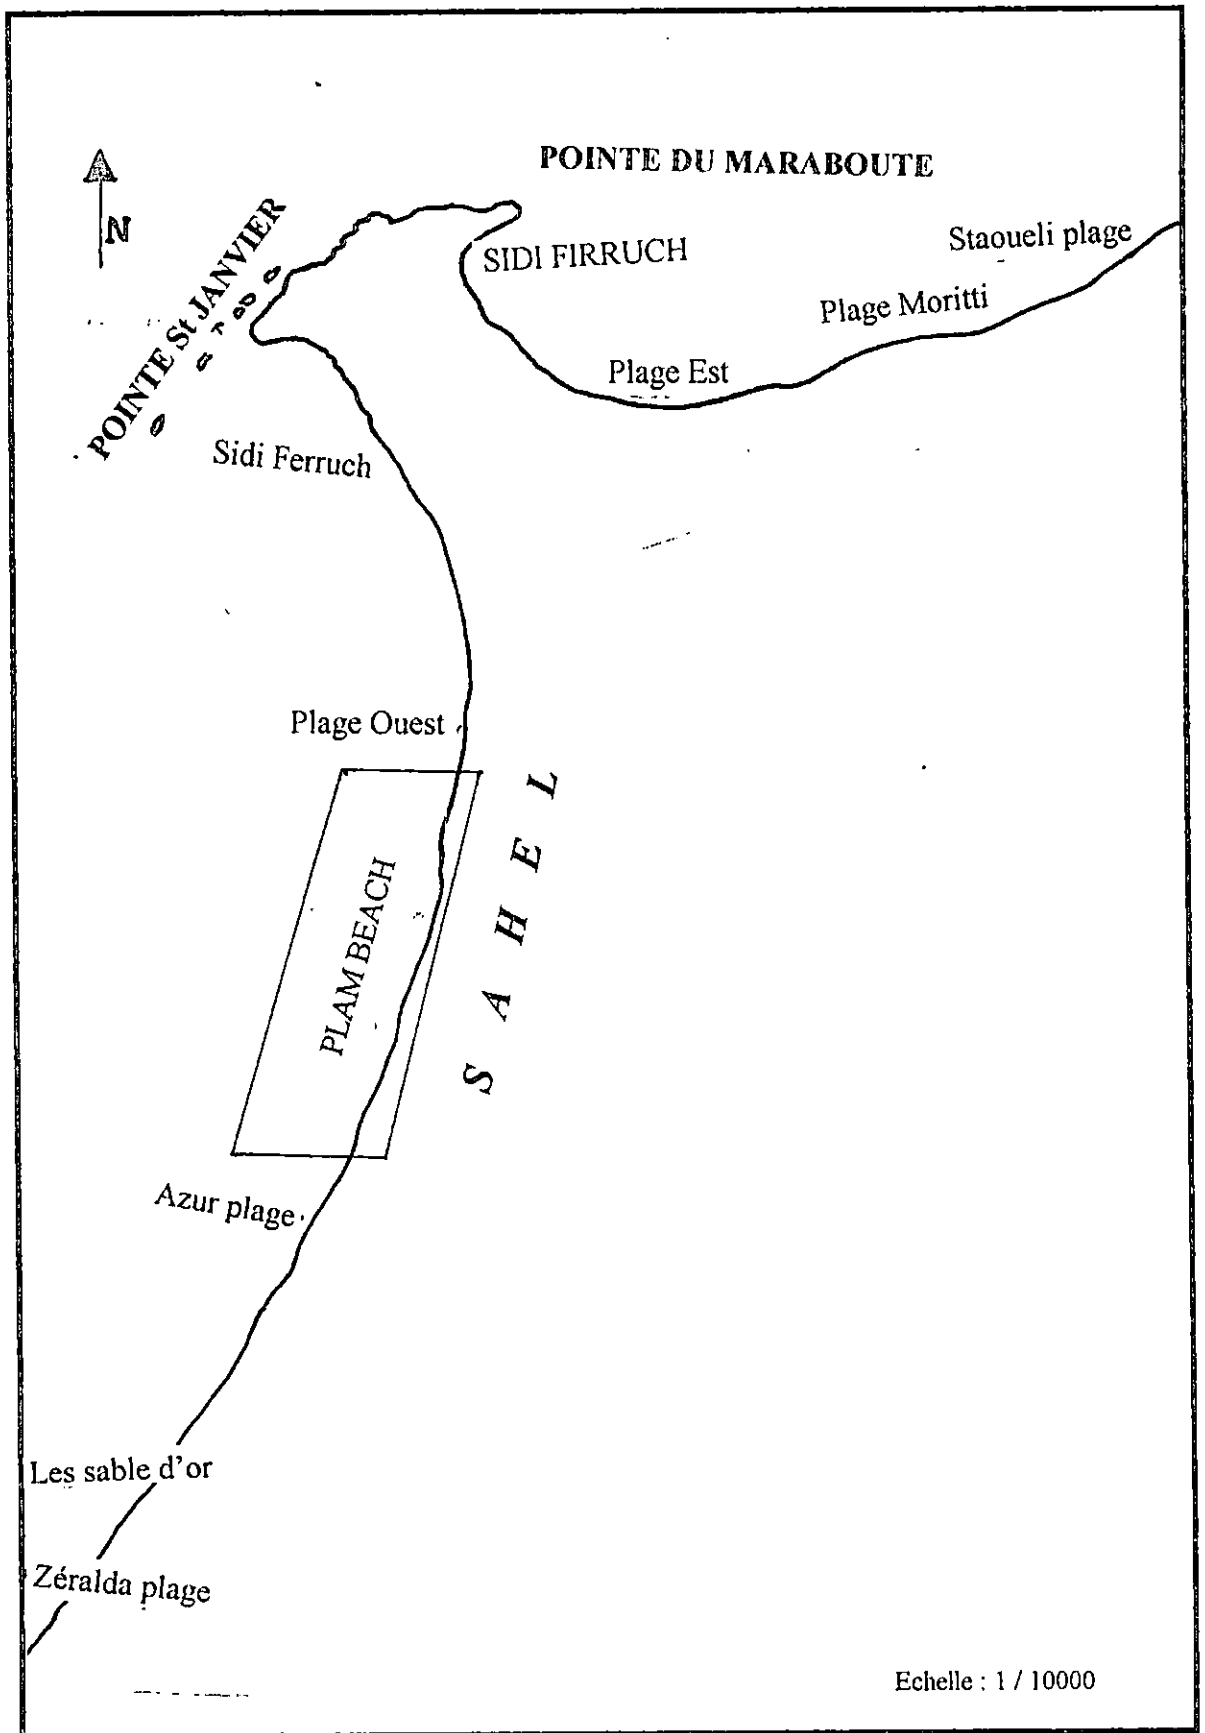 POINTE DU MARABOUTE
N
POINTE St JANVIER
SIDI FIRRUCH
Staoueli plage
Plage Moritti
Plage Est
Sidi Ferruch
Plage Ouest
SAHEL
PLAM BEACH
Azur plage
Les sable d'or
Zéralda plage
Echelle : 1 / 10000